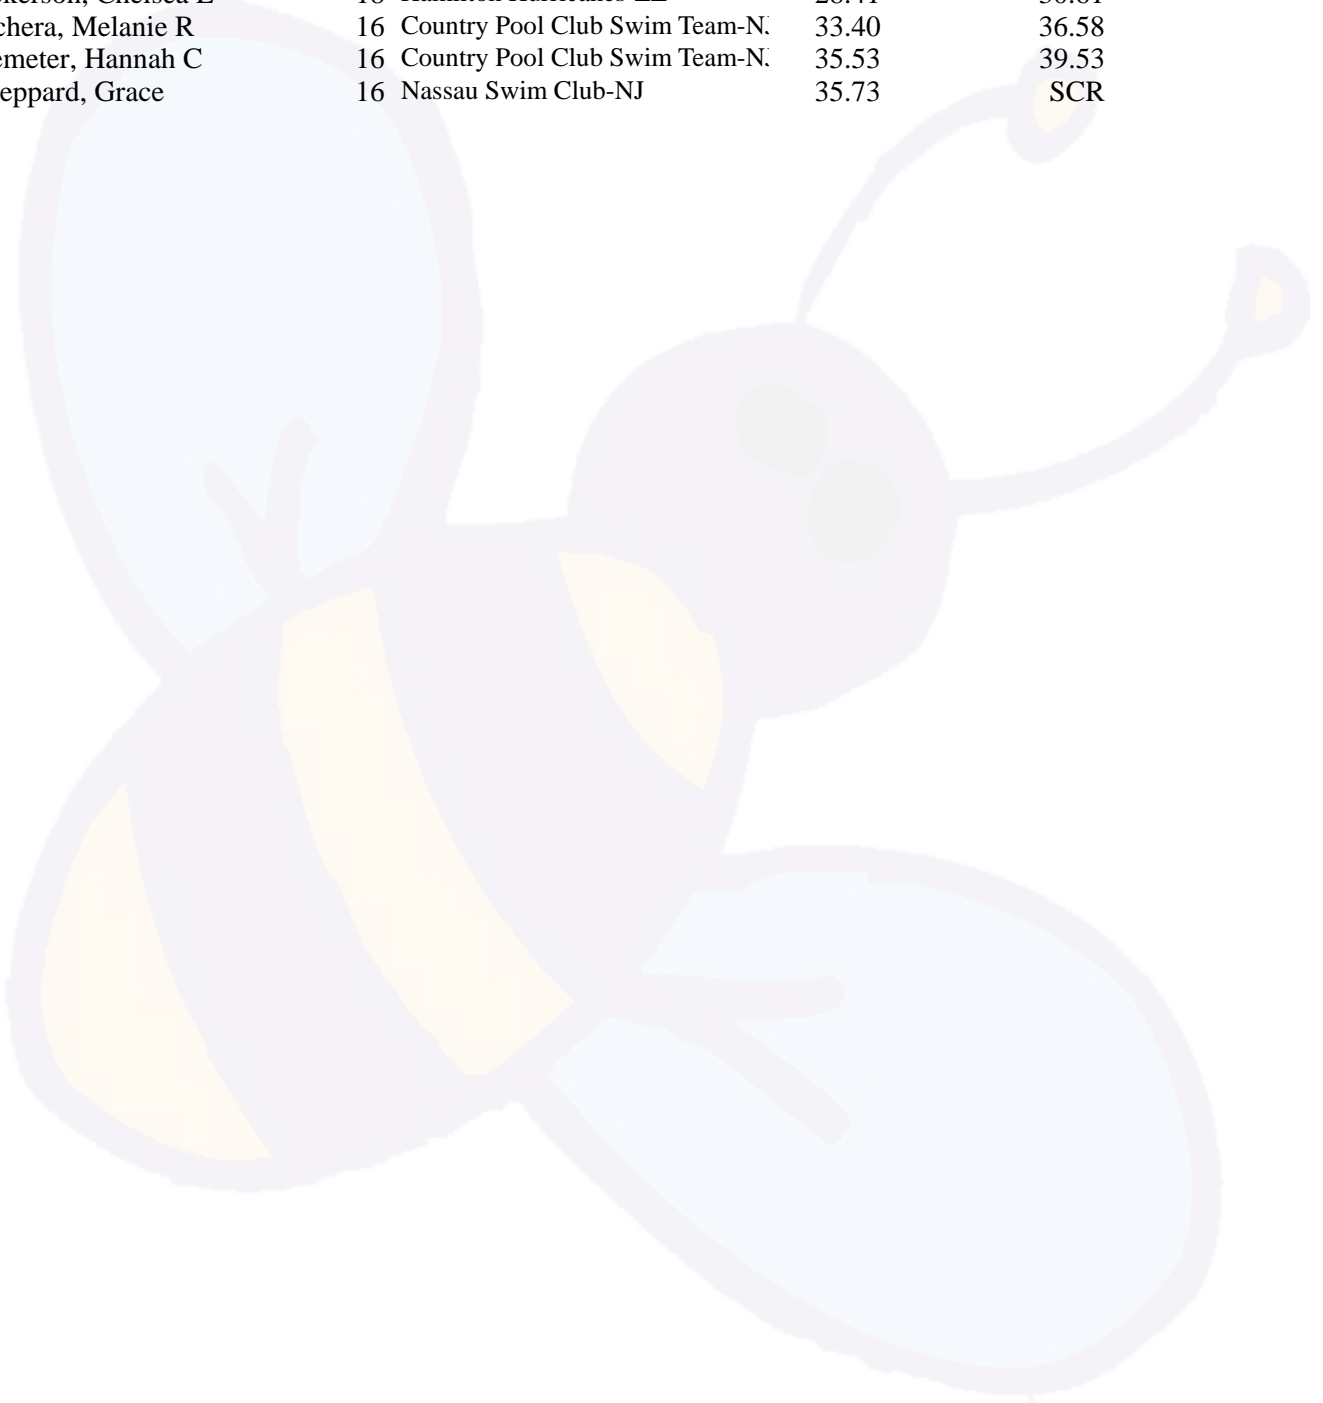 chera, Melanie R 16 Country Pool Club Swim Team-N. 33.40 36.58
emeter, Hannah C 16 Country Pool Club Swim Team-N. 35.53 39.53
eppard, Grace 16 Nassau Swim Club-NJ 35.73 SCR